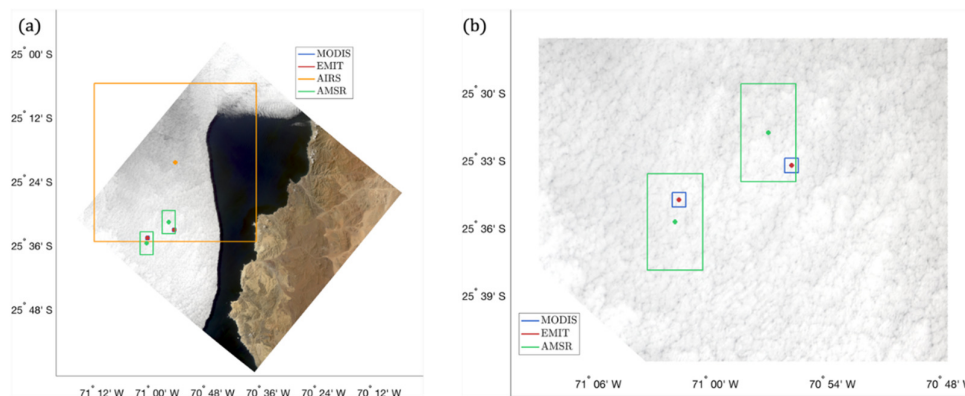 (a)
25° 00' S
25° 12' S
25° 24' S
25° 36' S
25° 48' S
MODIS
EMIT
AIRS
AMSR
71° 12' W 71° 00' W 70° 48' W 70° 36' W 70° 24' W 70° 12' W
(b)
25° 30' S
25° 33' S
25° 36' S
25° 39' S
MODIS
EMIT
AMSR
71° 06' W 71° 00' W 70° 54' W 70° 48' W